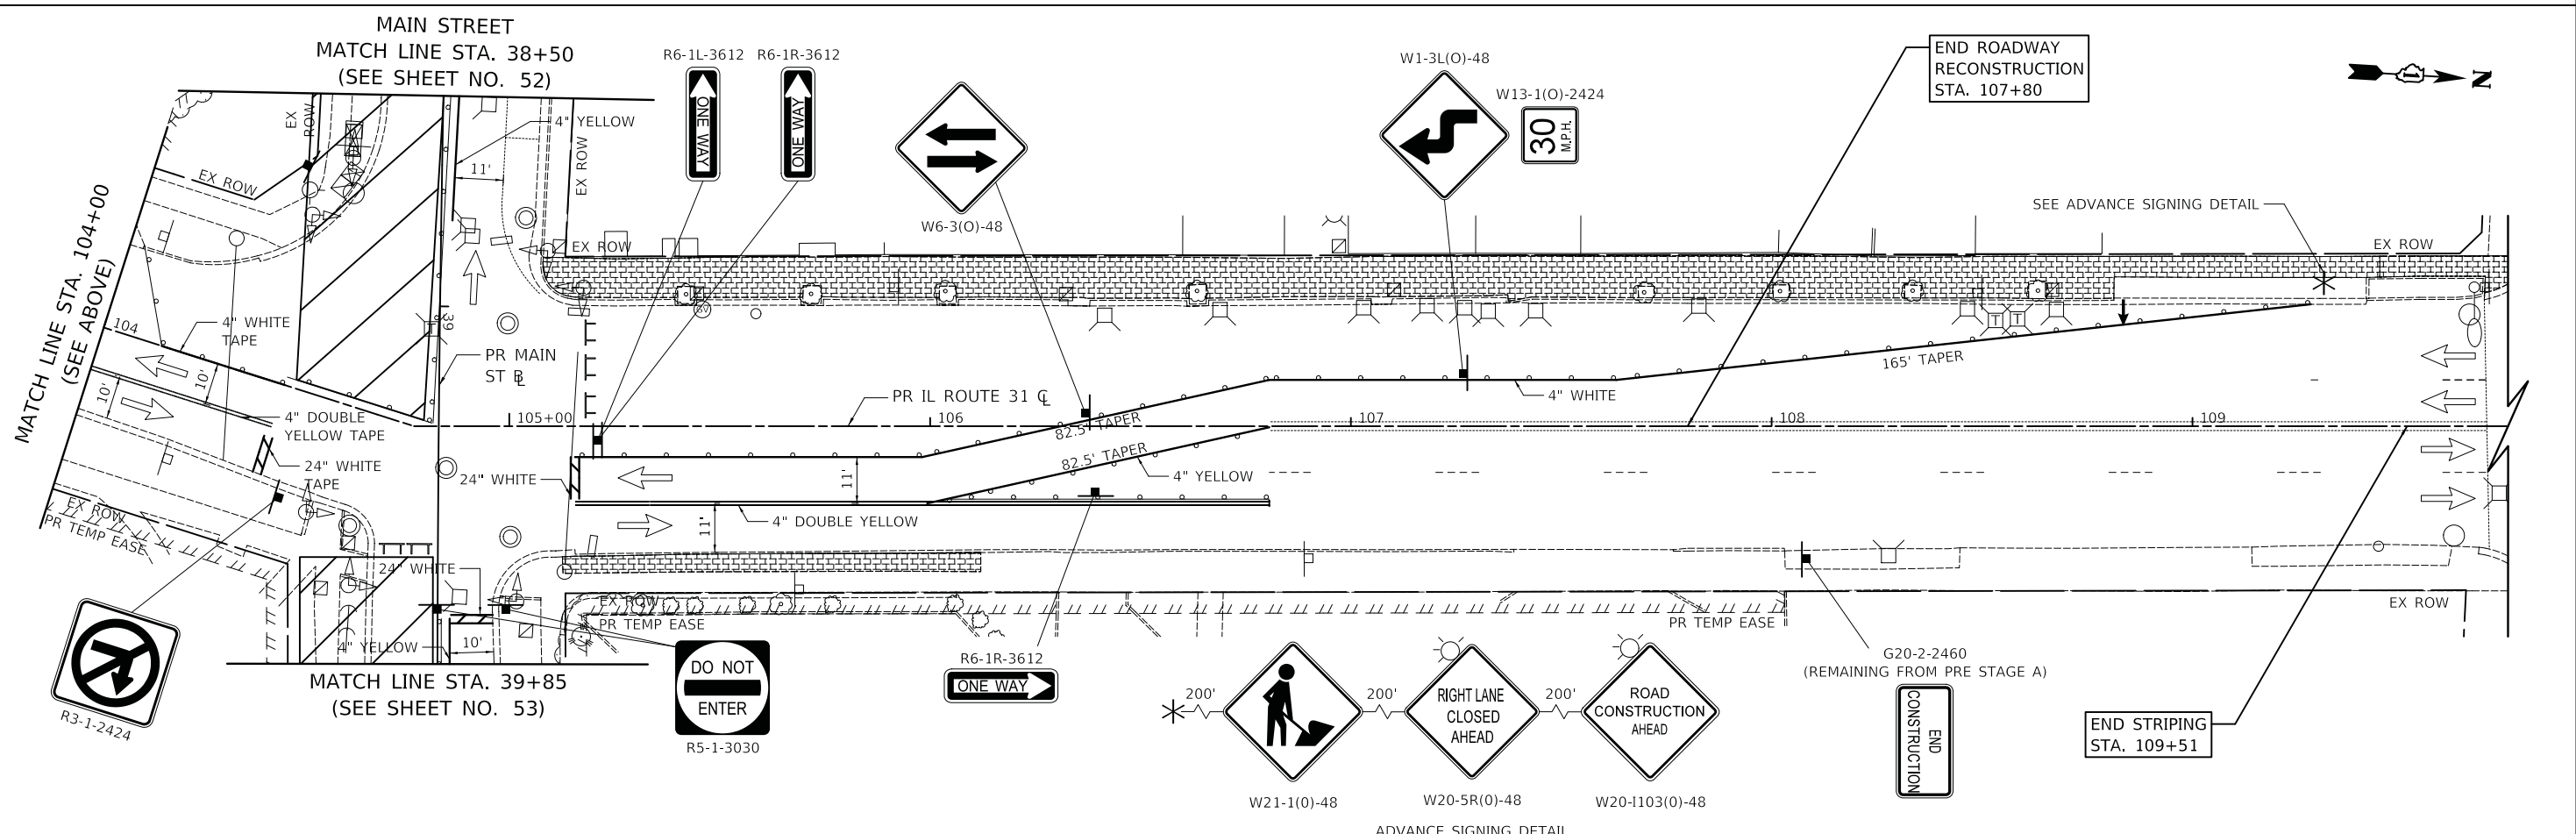 MAIN STREET
MATCH LINE STA. 38+50
(SEE SHEET NO. 52)
R6-1L-3612
R6-1R-3612
ONE WAY
ONE WAY
W6-3(O)-48
W1-3L(O)-48
W13-1(O)-2424
30
M.P.H.
END ROADWAY
RECONSTRUCTION
STA. 107+80
N
EX
ROW
4" YELLOW
11'
EX ROW
EX ROW
EX ROW
SEE ADVANCE SIGNING DETAIL
EX ROW
MATCH LINE STA. 104+00
(SEE ABOVE)
104
4" WHITE
TAPE
39
PR MAIN
ST BL
10'
10'
4" DOUBLE
YELLOW TAPE
24" WHITE
TAPE
SV
T
T
165' TAPER
4" WHITE
PR IL ROUTE 31 CL
105+00
106
107
108
109
82.5' TAPER
82.5' TAPER
4" YELLOW
24" WHITE
11'
11'
4" DOUBLE YELLOW
EX ROW
PR TEMP EASE
24" WHITE
4" YELLOW
10'
EX ROW
PR TEMP EASE
PR TEMP EASE
EX ROW
R3-1-2424
MATCH LINE STA. 39+85
(SEE SHEET NO. 53)
DO NOT
ENTER
R5-1-3030
R6-1R-3612
ONE WAY
200'
200'
200'
RIGHT LANE
CLOSED
AHEAD
ROAD
CONSTRUCTION
AHEAD
W21-1(0)-48
W20-5R(0)-48
W20-I103(0)-48
ADVANCE SIGNING DETAIL
G20-2-2460
(REMAINING FROM PRE STAGE A)
END
CONSTRUCTION
END STRIPING
STA. 109+51